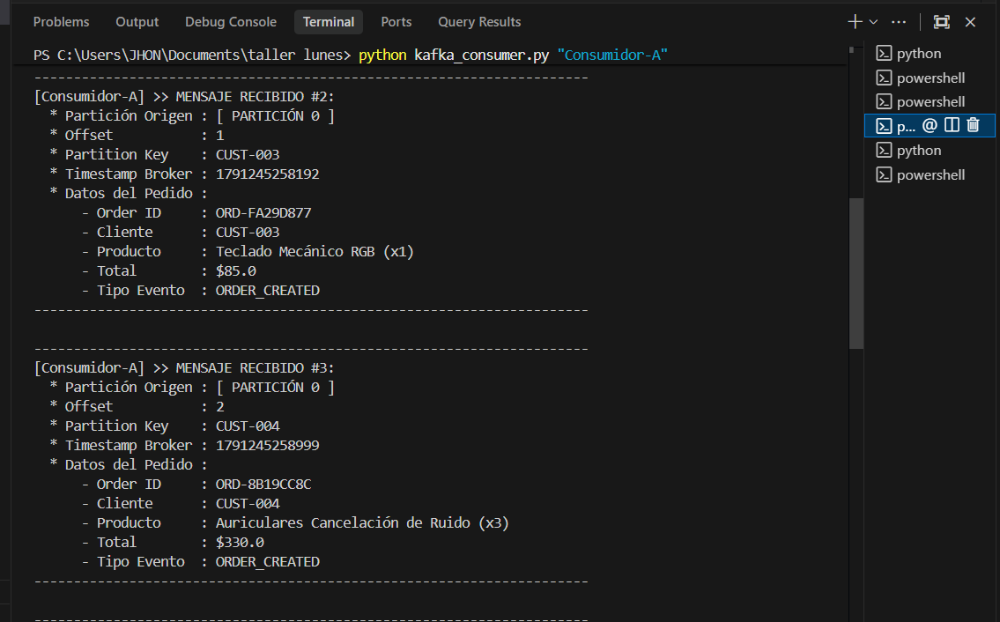 Problems Output Debug Console Terminal Ports Query Results
PS C:\Users\JHON\Documents\taller lunes> python kafka_consumer.py "Consumidor-A"
----------------------------------------------------------------------
[Consumidor-A] >> MENSAJE RECIBIDO #2:
* Partición Origen : [ PARTICIÓN 0 ]
* Offset : 1
* Partition Key : CUST-003
* Timestamp Broker : 1791245258192
* Datos del Pedido :
- Order ID : ORD-FA29D877
- Cliente : CUST-003
- Producto : Teclado Mecánico RGB (x1)
- Total : $85.0
- Tipo Evento : ORDER_CREATED
----------------------------------------------------------------------
----------------------------------------------------------------------
[Consumidor-A] >> MENSAJE RECIBIDO #3:
* Partición Origen : [ PARTICIÓN 0 ]
* Offset : 2
* Partition Key : CUST-004
* Timestamp Broker : 1791245258999
* Datos del Pedido :
- Order ID : ORD-8B19CC8C
- Cliente : CUST-004
- Producto : Auriculares Cancelación de Ruido (x3)
- Total : $330.0
- Tipo Evento : ORDER_CREATED
----------------------------------------------------------------------
----------------------------------------------------------------------
python
powershell
powershell
p... @
python
powershell